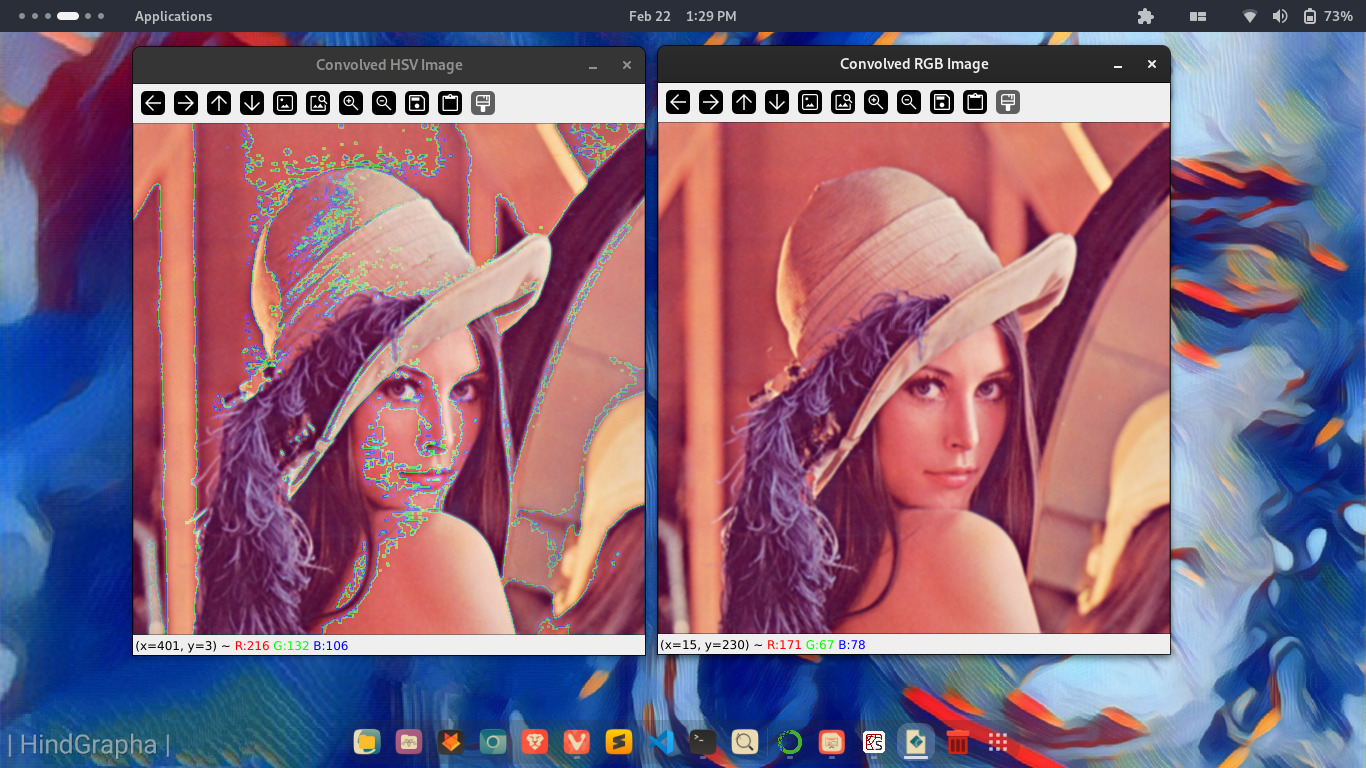 Applications
Feb 22 1:29 PM
73%
Convolved HSV Image
Convolved RGB Image
(x=401, y=3) ~ R:216 G:132 B:106
(x=15, y=230) ~ R:171 G:67 B:78
| HindGrapha |